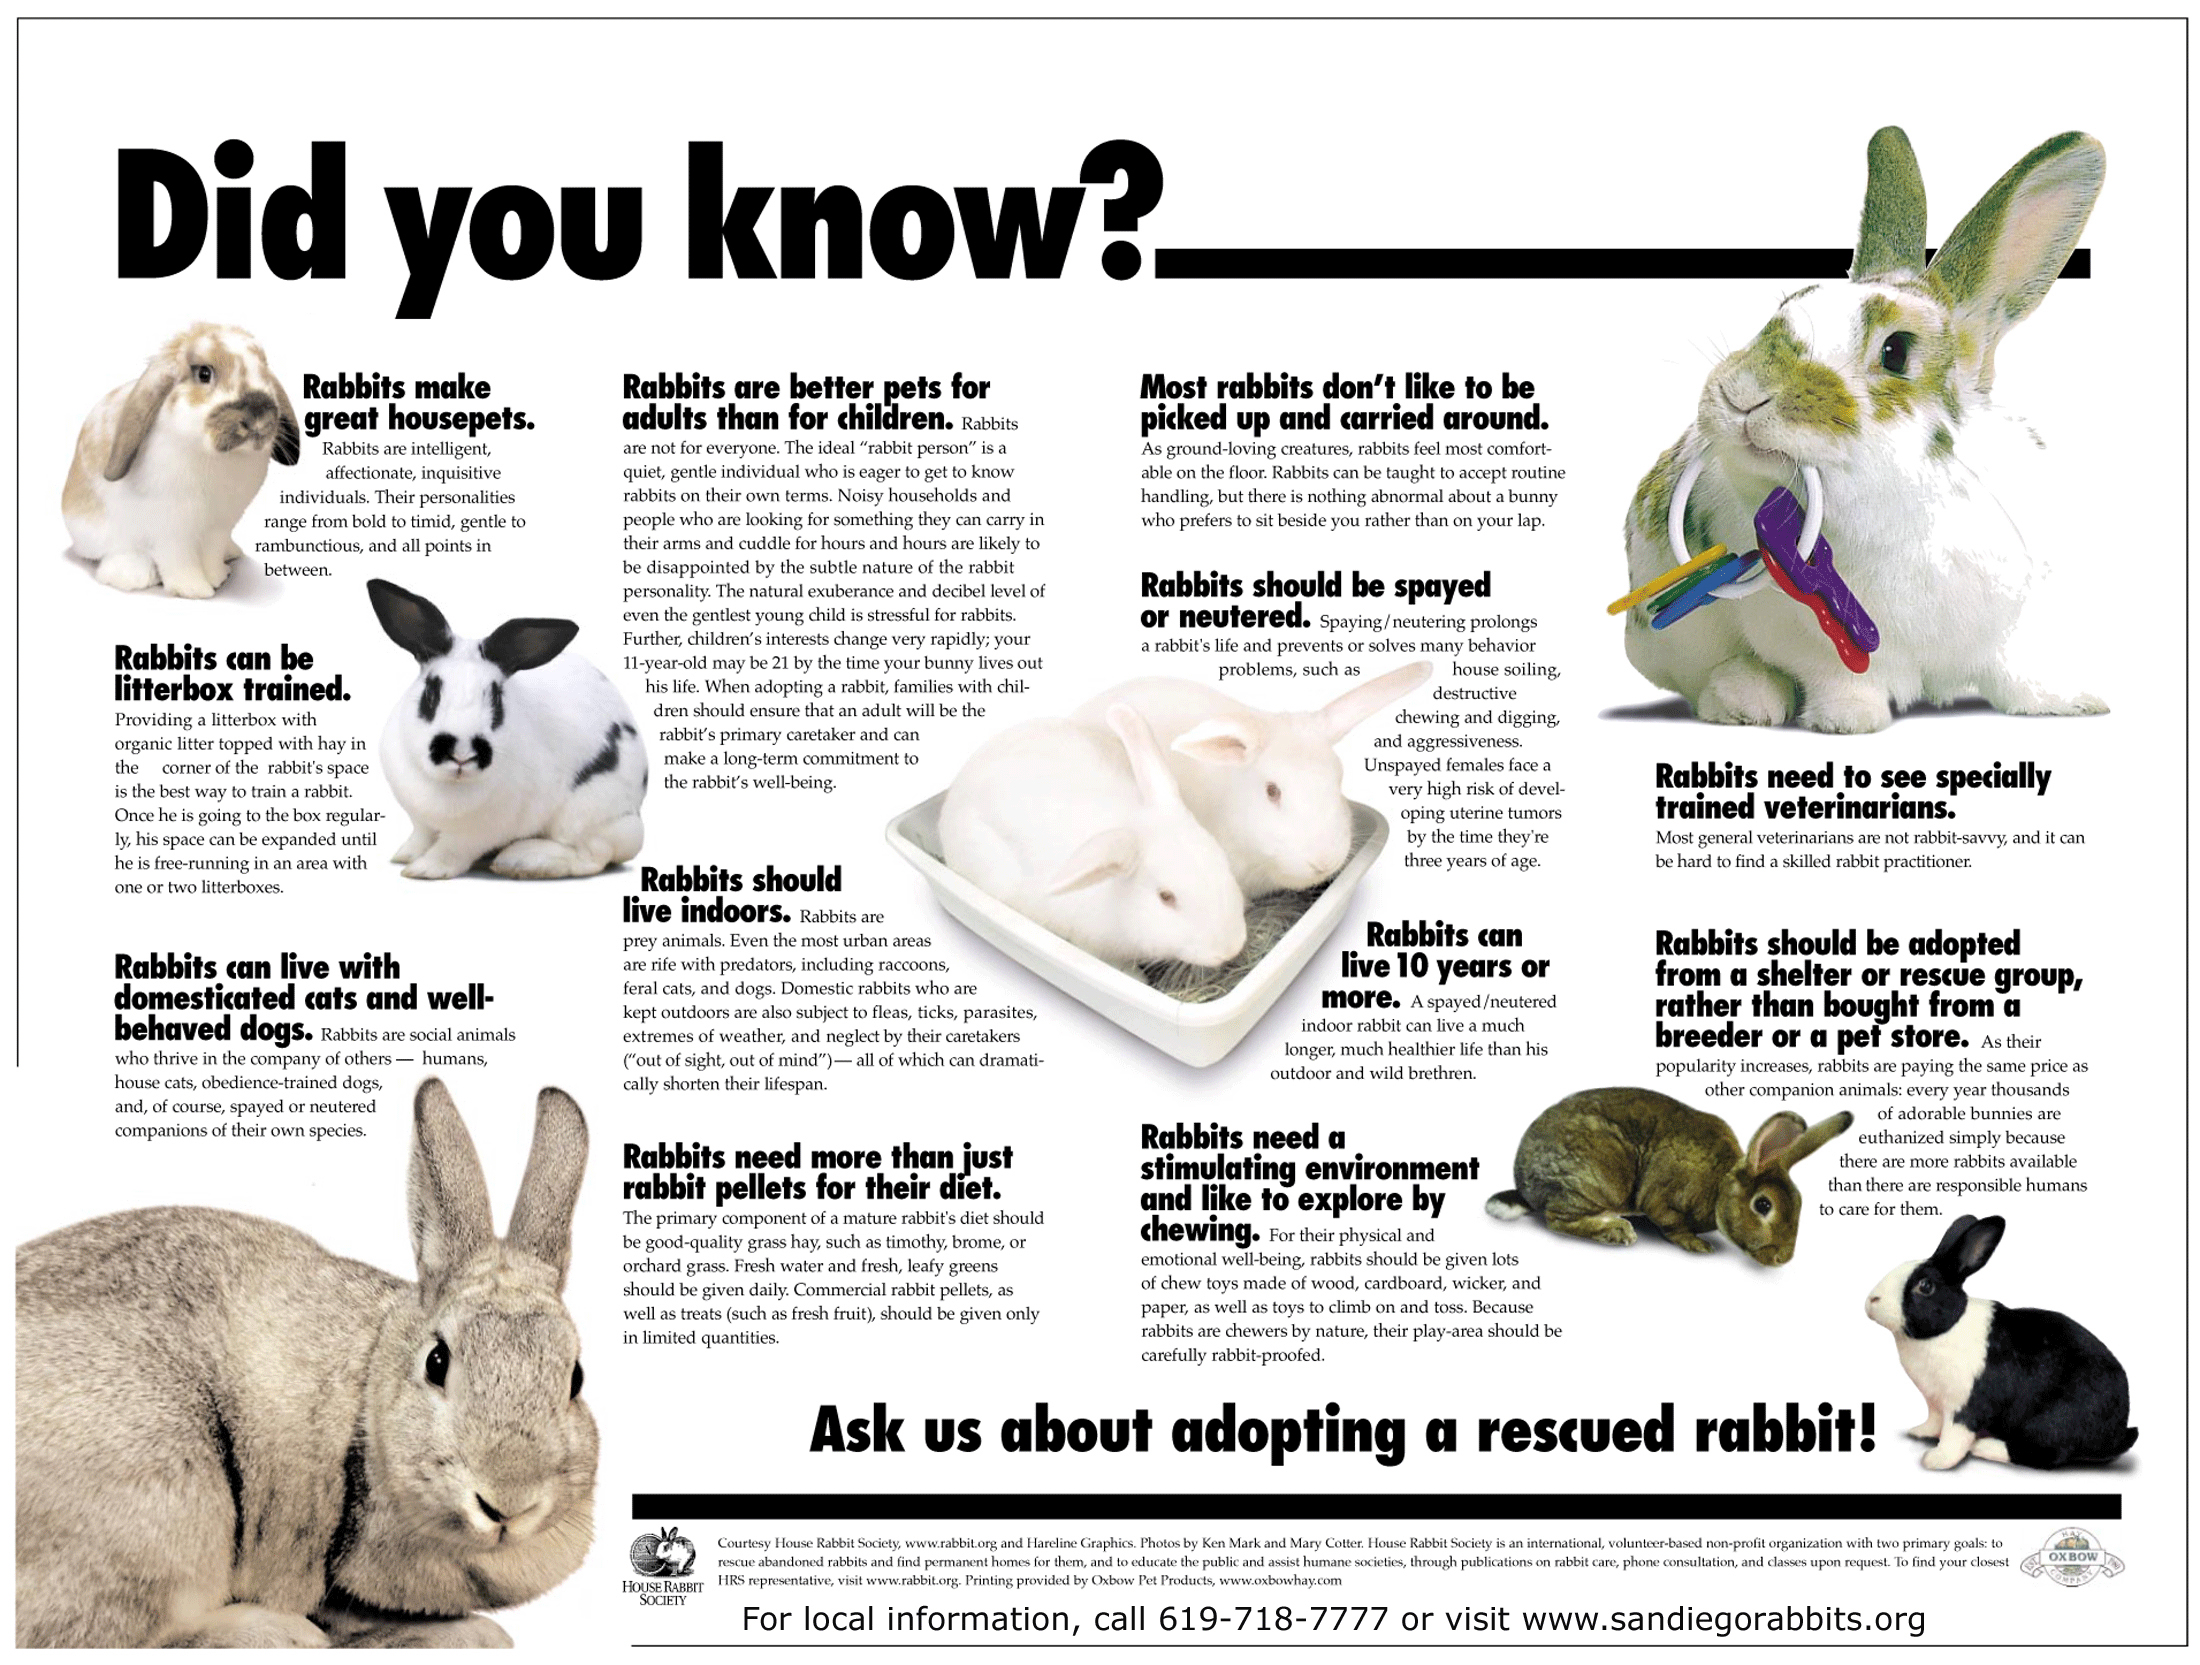 Did you know?
Rabbits make
great housepets.
Rabbits are intelligent,
affectionate, inquisitive
individuals. Their personalities
range from bold to timid, gentle to
rambunctious, and all points in
between.
Rabbits can be
litterbox trained.
Providing a litterbox with
organic litter topped with hay in
the corner of the rabbit's space
is the best way to train a rabbit.
Once he is going to the box regular-
ly, his space can be expanded until
he is free-running in an area with
one or two litterboxes.
Rabbits can live with
domesticated cats and well-
behaved dogs. Rabbits are social animals
who thrive in the company of others — humans,
house cats, obedience-trained dogs,
and, of course, spayed or neutered
companions of their own species.
Rabbits are better pets for
adults than for children. Rabbits
are not for everyone. The ideal “rabbit person” is a
quiet, gentle individual who is eager to get to know
rabbits on their own terms. Noisy households and
people who are looking for something they can carry in
their arms and cuddle for hours and hours are likely to
be disappointed by the subtle nature of the rabbit
personality. The natural exuberance and decibel level of
even the gentlest young child is stressful for rabbits.
Further, children’s interests change very rapidly; your
11-year-old may be 21 by the time your bunny lives out
his life. When adopting a rabbit, families with chil-
dren should ensure that an adult will be the
rabbit’s primary caretaker and can
make a long-term commitment to
the rabbit’s well-being.
Rabbits should
live indoors. Rabbits are
prey animals. Even the most urban areas
are rife with predators, including raccoons,
feral cats, and dogs. Domestic rabbits who are
kept outdoors are also subject to fleas, ticks, parasites,
extremes of weather, and neglect by their caretakers
(“out of sight, out of mind”)— all of which can dramati-
cally shorten their lifespan.
Rabbits need more than just
rabbit pellets for their diet.
The primary component of a mature rabbit's diet should
be good-quality grass hay, such as timothy, brome, or
orchard grass. Fresh water and fresh, leafy greens
should be given daily. Commercial rabbit pellets, as
well as treats (such as fresh fruit), should be given only
in limited quantities.
Most rabbits don’t like to be
picked up and carried around.
As ground-loving creatures, rabbits feel most comfort-
able on the floor. Rabbits can be taught to accept routine
handling, but there is nothing abnormal about a bunny
who prefers to sit beside you rather than on your lap.
Rabbits should be spayed
or neutered. Spaying/neutering prolongs
a rabbit's life and prevents or solves many behavior
problems, such as house soiling,
destructive
chewing and digging,
and aggressiveness.
Unspayed females face a
very high risk of devel-
oping uterine tumors
by the time they're
three years of age.
Rabbits can
live 10 years or
more. A spayed/neutered
indoor rabbit can live a much
longer, much healthier life than his
outdoor and wild brethren.
Rabbits need a
stimulating environment
and like to explore by
chewing. For their physical and
emotional well-being, rabbits should be given lots
of chew toys made of wood, cardboard, wicker, and
paper, as well as toys to climb on and toss. Because
rabbits are chewers by nature, their play-area should be
carefully rabbit-proofed.
Rabbits need to see specially
trained veterinarians.
Most general veterinarians are not rabbit-savvy, and it can
be hard to find a skilled rabbit practitioner.
Rabbits should be adopted
from a shelter or rescue group,
rather than bought from a
breeder or a pet store. As their
popularity increases, rabbits are paying the same price as
other companion animals: every year thousands
of adorable bunnies are
euthanized simply because
there are more rabbits available
than there are responsible humans
to care for them.
Ask us about adopting a rescued rabbit!
HOUSE RABBIT
SOCIETY
Courtesy House Rabbit Society, www.rabbit.org and Hareline Graphics. Photos by Ken Mark and Mary Cotter. House Rabbit Society is an international, volunteer-based non-profit organization with two primary goals: to
rescue abandoned rabbits and find permanent homes for them, and to educate the public and assist humane societies, through publications on rabbit care, phone consultation, and classes upon request. To find your closest
HRS representative, visit www.rabbit.org. Printing provided by Oxbow Pet Products, www.oxbowhay.com
HAY
OXBOW
COMPANY
For local information, call 619-718-7777 or visit www.sandiegorabbits.org